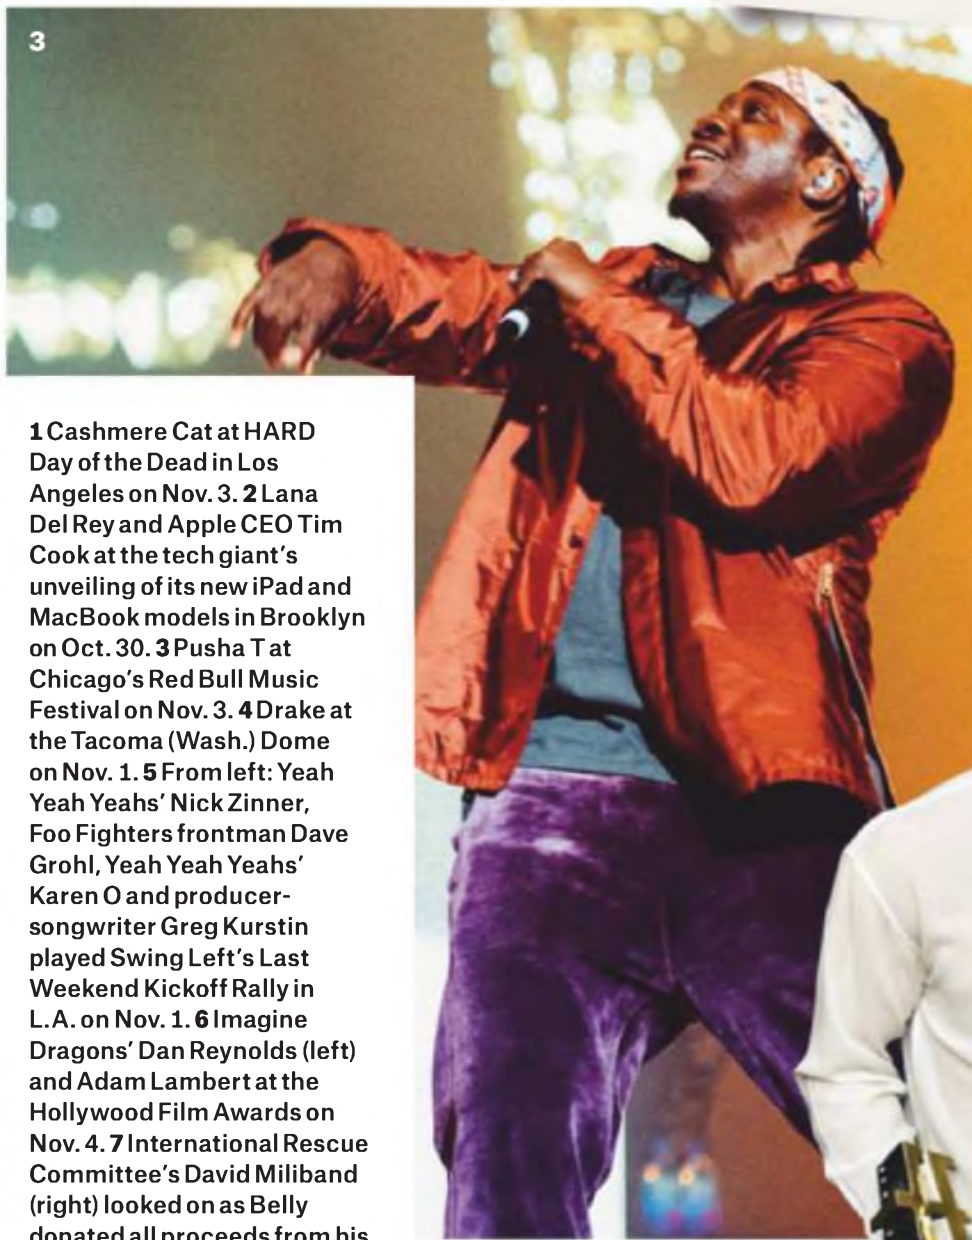 3
1 Cashmere Cat at HARD
Day of the Dead in Los
Angeles on Nov. 3. 2 Lana
Del Rey and Apple CEO Tim
Cook at the tech giant's
unveiling of its new iPad and
MacBook models in Brooklyn
on Oct. 30. 3 Pusha T at
Chicago's Red Bull Music
Festival on Nov. 3. 4 Drake at
the Tacoma (Wash.) Dome
on Nov. 1. 5 From left: Yeah
Yeah Yeahs' Nick Zinner,
Foo Fighters frontman Dave
Grohl, Yeah Yeah Yeahs'
Karen O and producer-
songwriter Greg Kurstin
played Swing Left's Last
Weekend Kickoff Rally in
L.A. on Nov. 1. 6 Imagine
Dragons' Dan Reynolds (left)
and Adam Lambert at the
Hollywood Film Awards on
Nov. 4. 7 International Rescue
Committee's David Miliband
(right) looked on as Belly
donated all proceeds from his